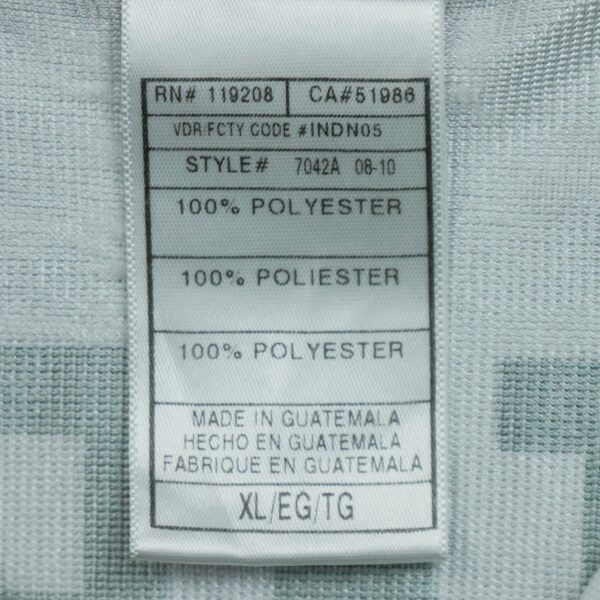 RN# 119208 CA#51986
VDR/FCTY CODE #INDN05
STYLE# 7042A 08-10
100% POLYESTER
100% POLIESTER
100% POLYESTER
MADE IN GUATEMALA
HECHO EN GUATEMALA
FABRIQUE EN GUATEMALA
XL/EG/TG